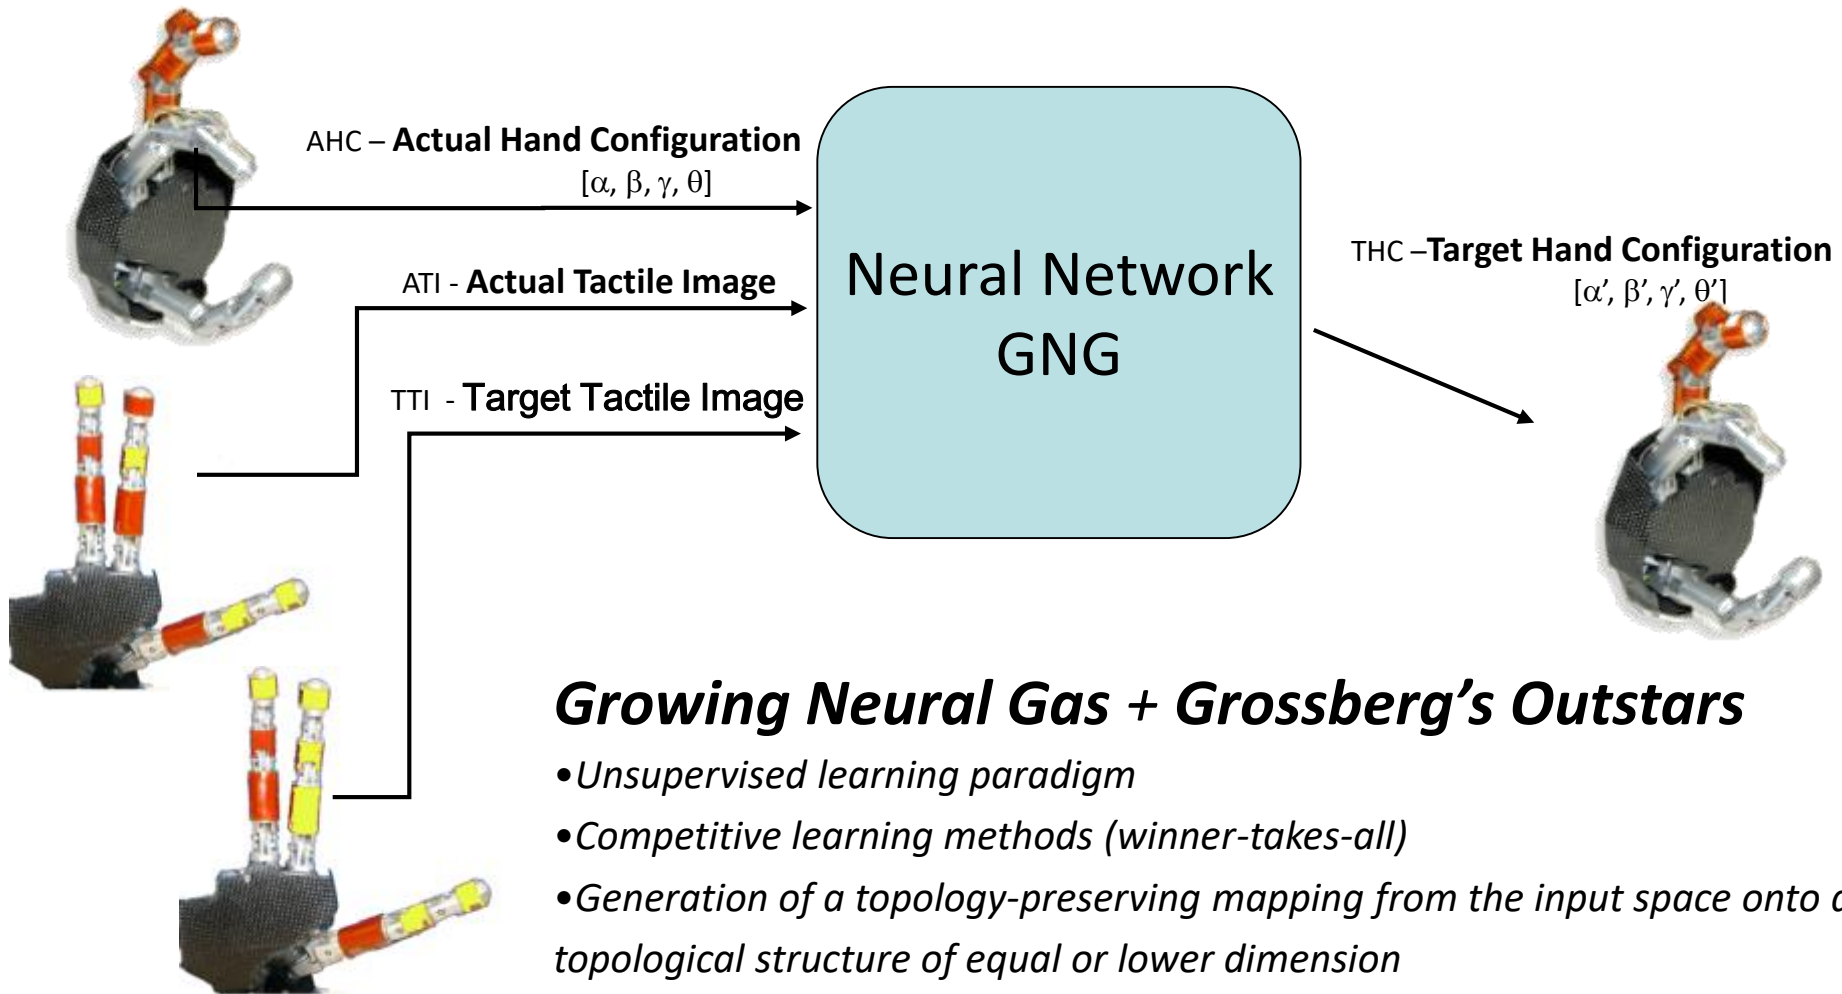 AHC – Actual Hand Configuration
[α, β, γ, θ]
ATI - Actual Tactile Image
TTI - Target Tactile Image
Neural Network
GNG
THC –Target Hand Configuration
[α’, β’, γ’, θ’]
Growing Neural Gas + Grossberg’s Outstars
•Unsupervised learning paradigm
•Competitive learning methods (winner-takes-all)
•Generation of a topology-preserving mapping from the input space onto a
topological structure of equal or lower dimension